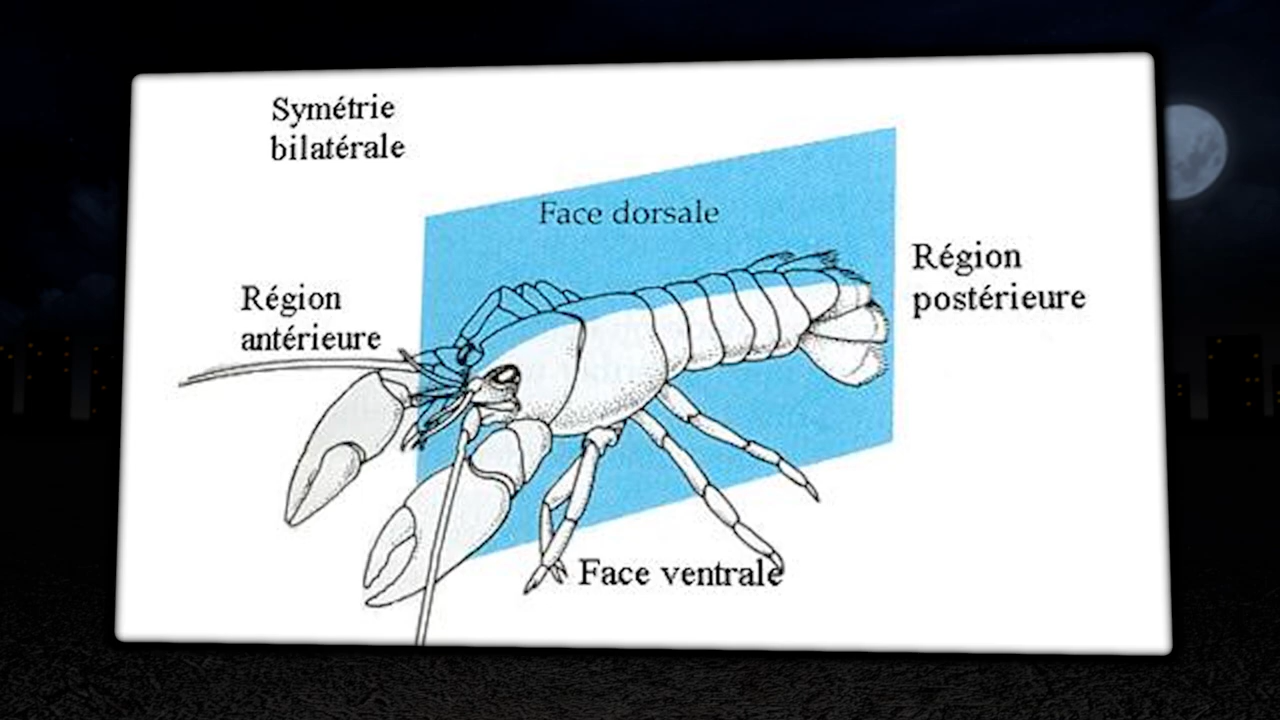 Symétrie
bilatérale
Face dorsale
Région
antérieure
Région
postérieure
Face ventrale